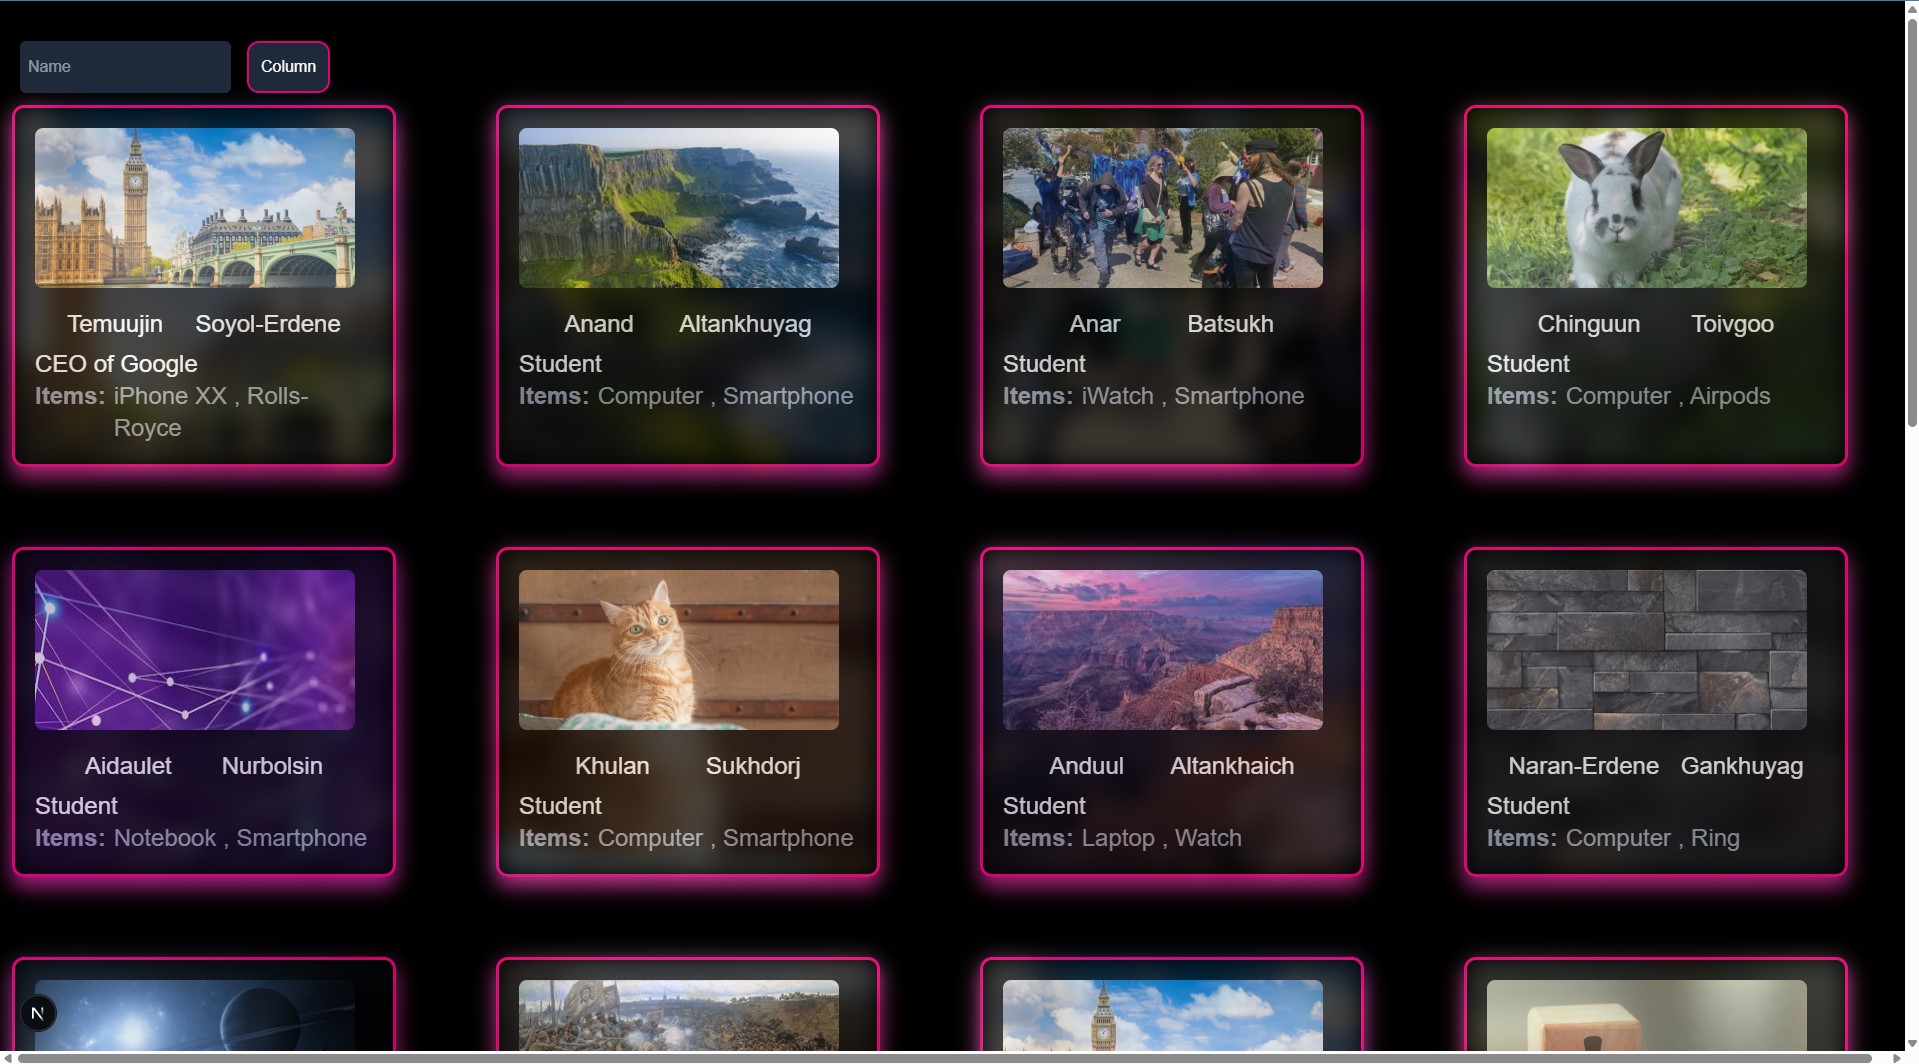 Name
Column
Temuujin Soyol-Erdene
CEO of Google
Items: iPhone XX , Rolls-
Royce
Anand Altankhuyag
Student
Items: Computer , Smartphone
Anar Batsukh
Student
Items: iWatch , Smartphone
Chinguun Toivgoo
Student
Items: Computer , Airpods
Aidaulet Nurbolsin
Student
Items: Notebook , Smartphone
Khulan Sukhdorj
Student
Items: Computer , Smartphone
Anduul Altankhaich
Student
Items: Laptop , Watch
Naran-Erdene Gankhuyag
Student
Items: Computer , Ring
N